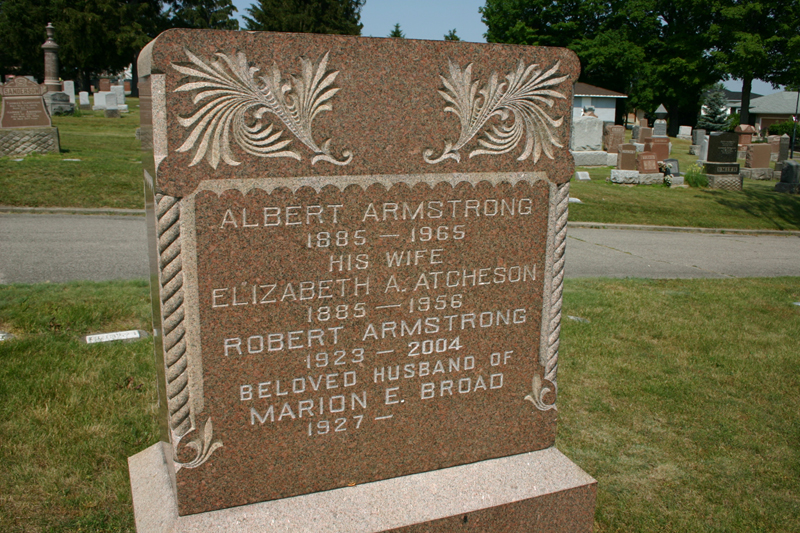 ALBERT ARMSTRONG
1885 — 1965
HIS WIFE
ELIZABETH A. ATCHESON
1885 — 1956
ROBERT ARMSTRONG
1923 — 2004
BELOVED HUSBAND OF
MARION E. BROAD
1927 —